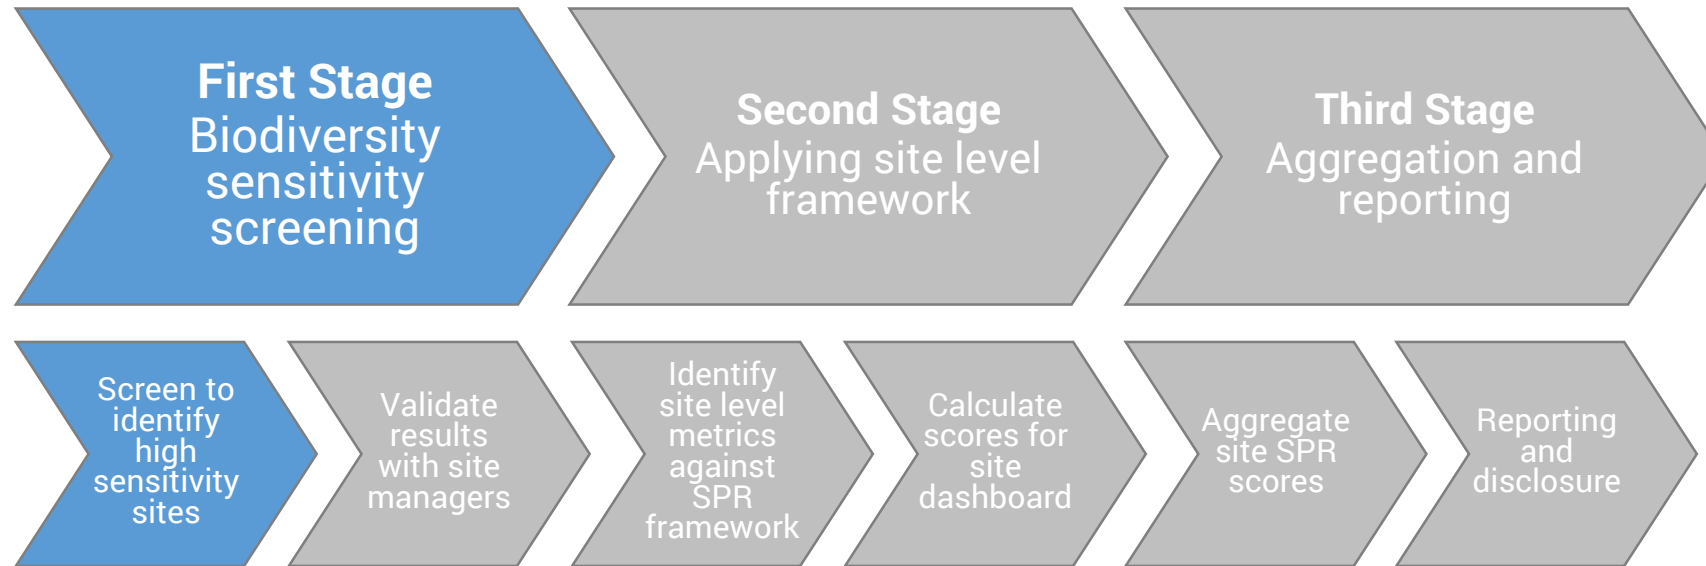 First Stage
Biodiversity
sensitivity
screening
Second Stage
Applying site level
framework
Third Stage
Aggregation and
reporting
Screen to
identify
high
sensitivity
sites
Validate
results
with site
managers
Identify
site level
metrics
against
SPR
framework
Calculate
scores for
site
dashboard
Aggregate
site SPR
scores
Reporting
and
disclosure